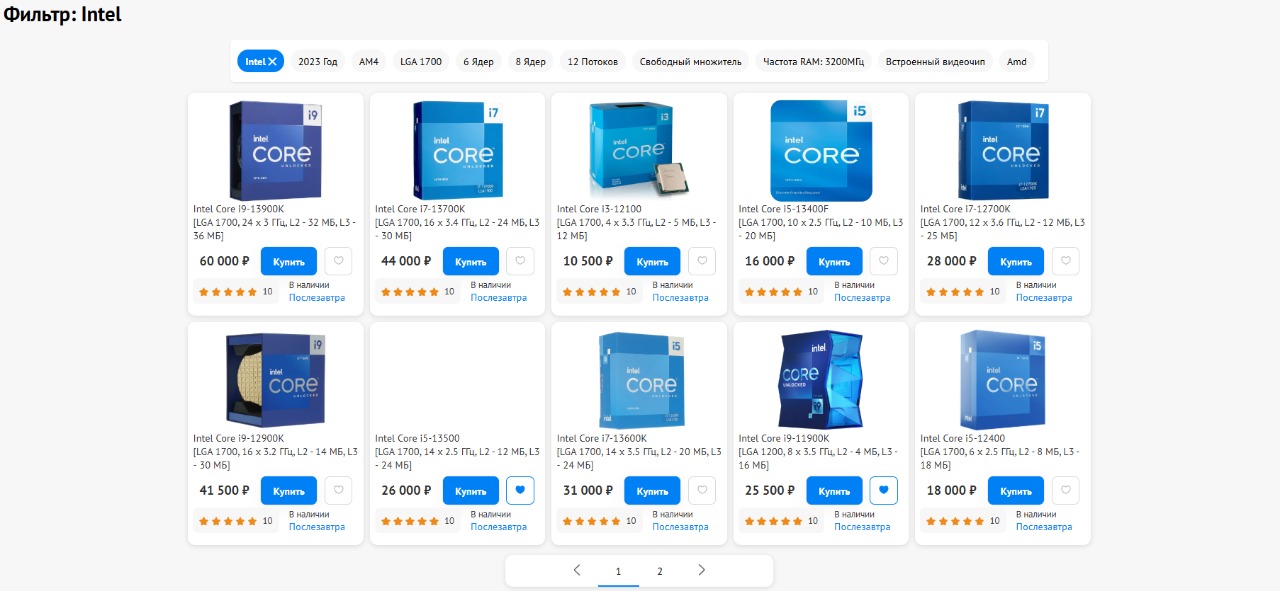 Фильтр: Intel
Intel ✕ 2023 Год AM4 LGA 1700 6 Ядер 8 Ядер 12 Потоков Свободный множитель Частота RAM: 3200МГц Встроенный видеочип Amd
i9
intel
CORE
UNLOCKED
i7
intel
CORE
UNLOCKED
i3
intel
CORE
i5
intel
CORE
i7
intel
CORE
UNLOCKED
Intel Core i9-13900K
[LGA 1700, 24 x 3 ГГц, L2 - 32 МБ, L3 -
36 МБ]
60 000 ₽ Купить
10 В наличии
Послезавтра
Intel Core i7-13700K
[LGA 1700, 16 x 3.4 ГГц, L2 - 24 МБ, L3
- 30 МБ]
44 000 ₽ Купить
10 В наличии
Послезавтра
Intel Core i3-12100
[LGA 1700, 4 x 3.3 ГГц, L2 - 5 МБ, L3 -
12 МБ]
10 500 ₽ Купить
10 В наличии
Послезавтра
Intel Core i5-13400F
[LGA 1700, 10 x 2.5 ГГц, L2 - 10 МБ, L3
- 20 МБ]
16 000 ₽ Купить
10 В наличии
Послезавтра
Intel Core i7-12700K
[LGA 1700, 12 x 3.6 ГГц, L2 - 12 МБ, L3
- 25 МБ]
28 000 ₽ Купить
10 В наличии
Послезавтра
i9
intel
CORE
UNLOCKED
i5
intel
CORE
intel
CORE
UNLOCKED
i9
i5
intel
CORE
UNLOCKED
Intel Core i9-12900K
[LGA 1700, 16 x 3.2 ГГц, L2 - 14 МБ, L3
- 30 МБ]
41 500 ₽ Купить
10 В наличии
Послезавтра
Intel Core i5-13500
[LGA 1700, 14 x 2.5 ГГц, L2 - 12 МБ, L3
- 24 МБ]
26 000 ₽ Купить
10 В наличии
Послезавтра
Intel Core i7-13600K
[LGA 1700, 14 x 3.5 ГГц, L2 - 20 МБ, L3
- 24 МБ]
31 000 ₽ Купить
10 В наличии
Послезавтра
Intel Core i9-11900K
[LGA 1200, 8 x 3.5 ГГц, L2 - 4 МБ, L3 -
16 МБ]
25 500 ₽ Купить
10 В наличии
Послезавтра
Intel Core i5-12400
[LGA 1700, 6 x 2.5 ГГц, L2 - 8 МБ, L3 -
18 МБ]
18 000 ₽ Купить
10 В наличии
Послезавтра
1 2